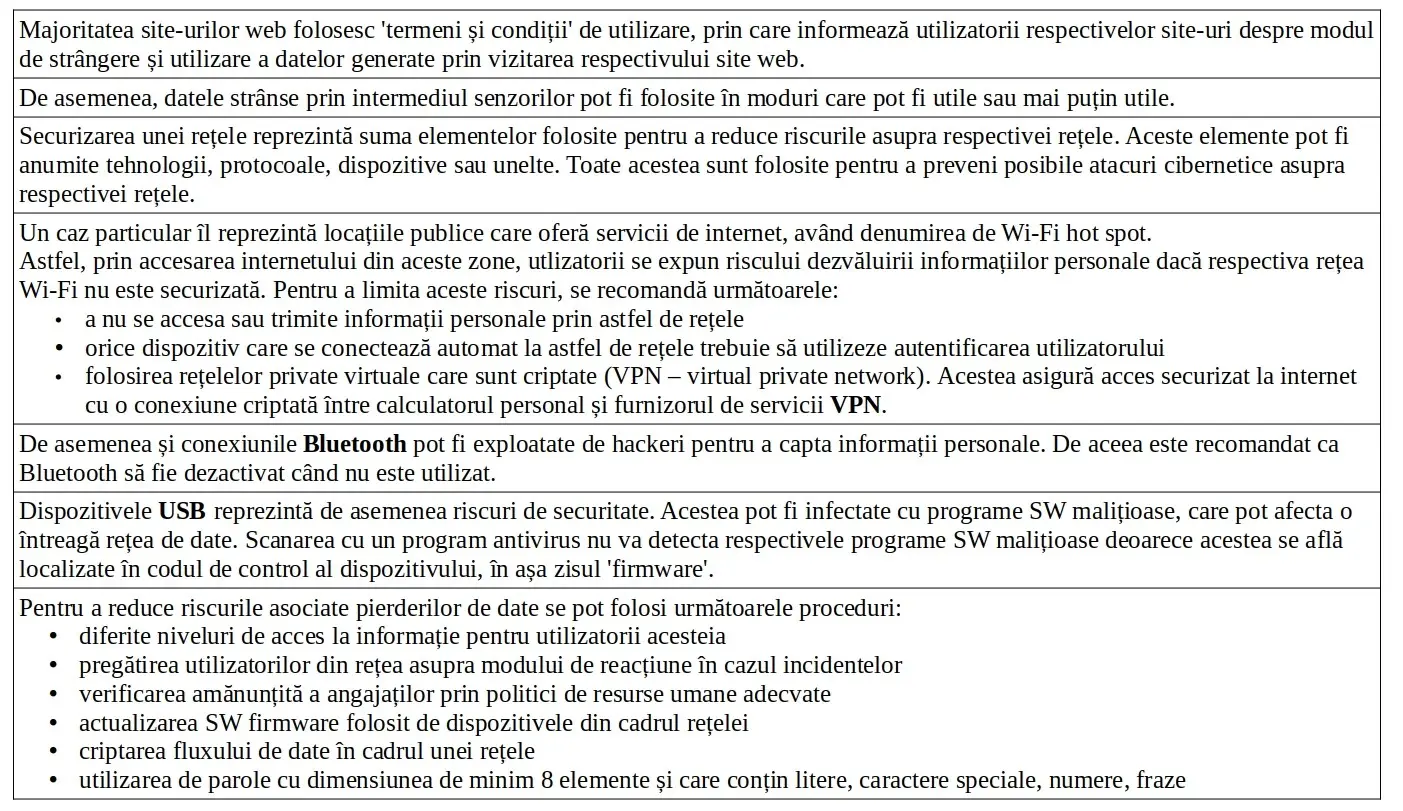 Majoritatea site-urilor web folosesc 'termeni și condiții' de utilizare, prin care informează utilizatorii respectivelor site-uri despre modul
de strângere și utilizare a datelor generate prin vizitarea respectivului site web.
De asemenea, datele strânse prin intermediul senzorilor pot fi folosite în moduri care pot fi utile sau mai puțin utile.
Securizarea unei rețele reprezintă suma elementelor folosite pentru a reduce riscurile asupra respectivei rețele. Aceste elemente pot fi
anumite tehnologii, protocoale, dispozitive sau unelte. Toate acestea sunt folosite pentru a preveni posibile atacuri cibernetice asupra
respectivei rețele.
Un caz particular îl reprezintă locațiile publice care oferă servicii de internet, având denumirea de Wi-Fi hot spot.
Astfel, prin accesarea internetului din aceste zone, utlizatorii se expun riscului dezvăluirii informațiilor personale dacă respectiva rețea
Wi-Fi nu este securizată. Pentru a limita aceste riscuri, se recomandă următoarele:
• a nu se accesa sau trimite informații personale prin astfel de rețele
• orice dispozitiv care se conectează automat la astfel de rețele trebuie să utilizeze autentificarea utilizatorului
• folosirea rețelelor private virtuale care sunt criptate (VPN – virtual private network). Acestea asigură acces securizat la internet
cu o conexiune criptată între calculatorul personal și furnizorul de servicii VPN.
De asemenea și conexiunile Bluetooth pot fi exploatate de hackeri pentru a capta informații personale. De aceea este recomandat ca
Bluetooth să fie dezactivat când nu este utilizat.
Dispozitivele USB reprezintă de asemenea riscuri de securitate. Acestea pot fi infectate cu programe SW malițioase, care pot afecta o
întreagă rețea de date. Scanarea cu un program antivirus nu va detecta respectivele programe SW malițioase deoarece acestea se află
localizate în codul de control al dispozitivului, în așa zisul 'firmware'.
Pentru a reduce riscurile asociate pierderilor de date se pot folosi următoarele proceduri:
• diferite niveluri de acces la informație pentru utilizatorii acesteia
• pregătirea utilizatorilor din rețea asupra modului de reacțiune în cazul incidentelor
• verificarea amănunțită a angajaților prin politici de resurse umane adecvate
• actualizarea SW firmware folosit de dispozitivele din cadrul rețelei
• criptarea fluxului de date în cadrul unei rețele
• utilizarea de parole cu dimensiunea de minim 8 elemente și care conțin litere, caractere speciale, numere, fraze